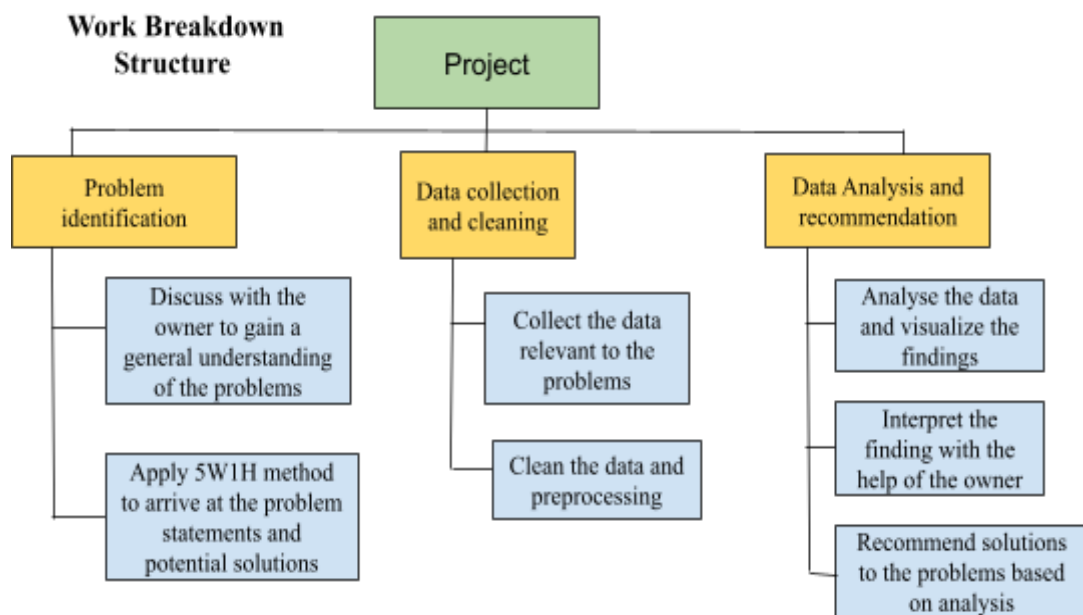 Work Breakdown
Structure
Project
Problem
identification
Discuss with the
owner to gain a
general understanding
of the problems
Apply 5W1H method
to arrive at the problem
statements and
potential solutions
Data collection
and cleaning
Collect the data
relevant to the
problems
Clean the data and
preprocessing
Data Analysis and
recommendation
Analyse the data
and visualize the
findings
Interpret the
finding with the
help of the owner
Recommend solutions
to the problems based
on analysis